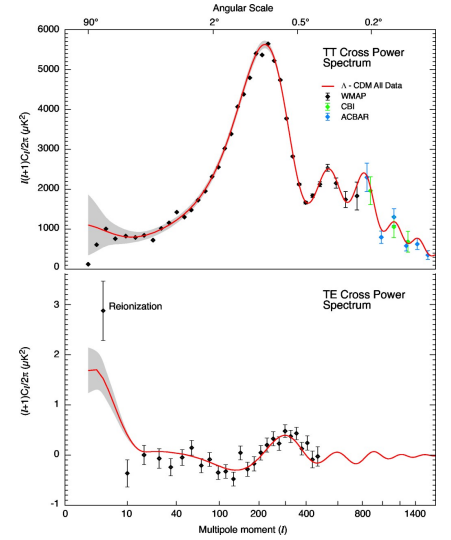 Angular Scale
90° 2° 0.5° 0.2°
6000
5000
4000
3000
2000
1000
0
l(l+1)Cl/2π (μK²)
TT Cross Power
Spectrum
Λ - CDM All Data
WMAP
CBI
ACBAR
TE Cross Power
Spectrum
Reionization
3
2
1
0
-1
(l+1)Cl/2π (μK²)
0 10 40 100 200 400 800 1400
Multipole moment (l)